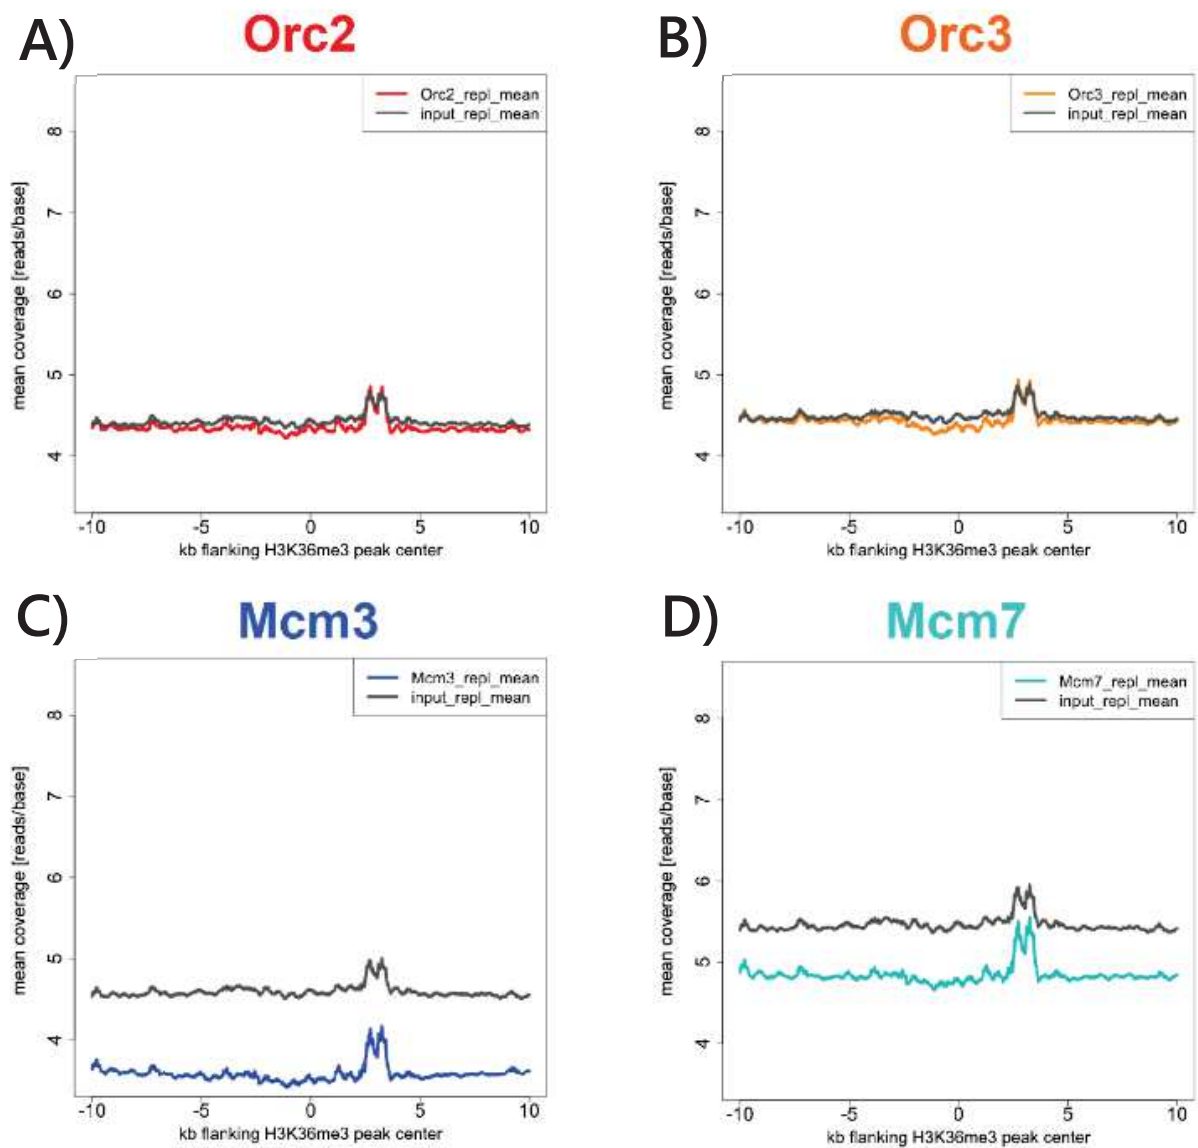 A)
Orc2
Orc2_repl_mean
input_repl_mean
mean coverage [reads/base]
8
7
6
5
4
-10 -5 0 5 10
kb flanking H3K36me3 peak center
B)
Orc3
Orc3_repl_mean
input_repl_mean
mean coverage [reads/base]
8
7
6
5
4
-10 -5 0 5 10
kb flanking H3K36me3 peak center
C)
Mcm3
Mcm3_repl_mean
input_repl_mean
mean coverage [reads/base]
8
7
6
5
4
-10 -5 0 5 10
kb flanking H3K36me3 peak center
D)
Mcm7
Mcm7_repl_mean
input_repl_mean
mean coverage [reads/base]
8
7
6
5
4
-10 -5 0 5 10
kb flanking H3K36me3 peak center